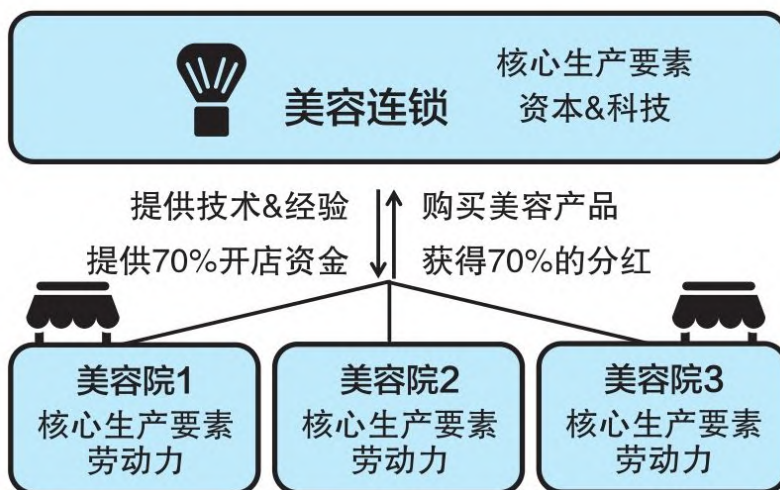 核心生产要素
美容连锁
资本&科技
提供技术&经验
购买美容产品
提供70%开店资金
获得70%的分红
美容院1
核心生产要素
劳动力
美容院2
核心生产要素
劳动力
美容院3
核心生产要素
劳动力